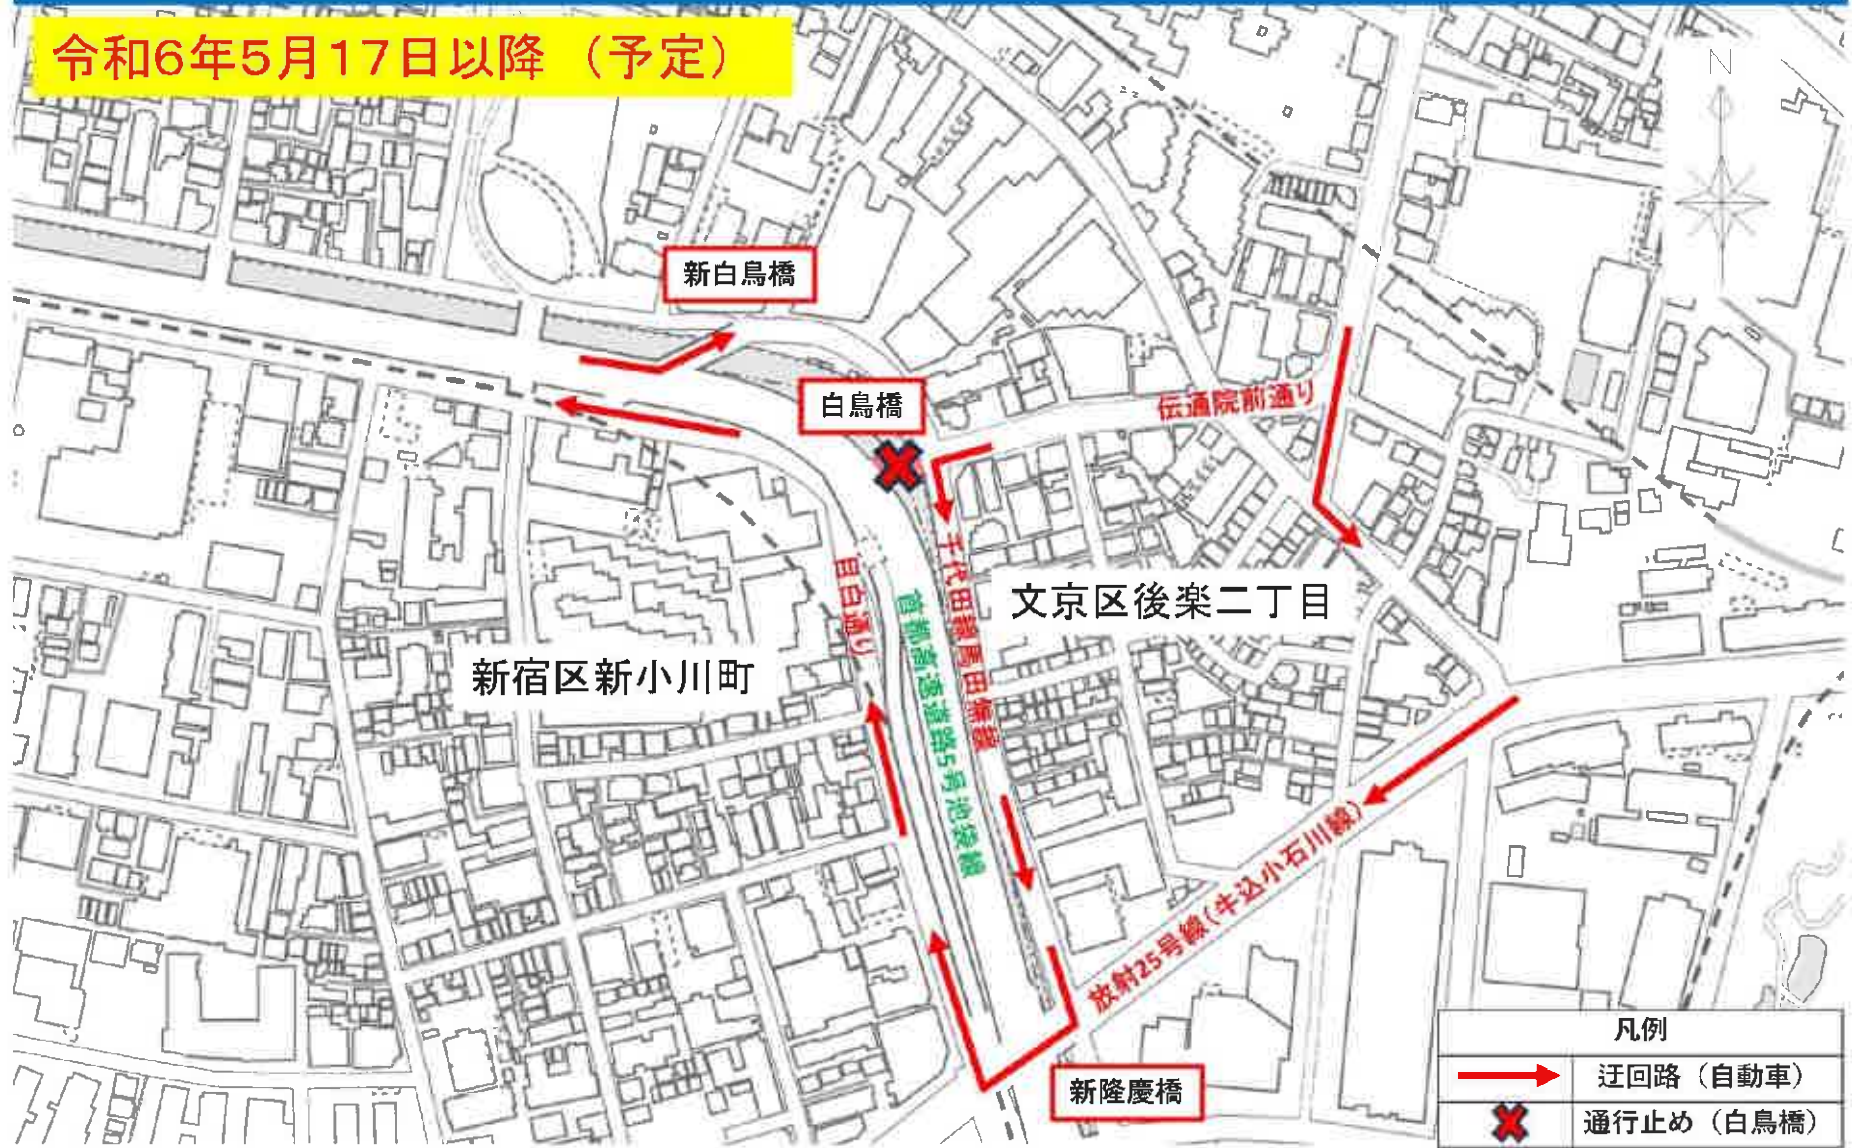 令和6年5月17日以降（予定）
N
新白鳥橋
白鳥橋
伝通院前通り
千代田練馬田無線
目白通り
首都高速道路5号池袋線
文京区後楽二丁目
新宿区新小川町
放射25号線（牛込小石川線）
新隆慶橋
凡例
迂回路（自動車）
通行止め（白鳥橋）